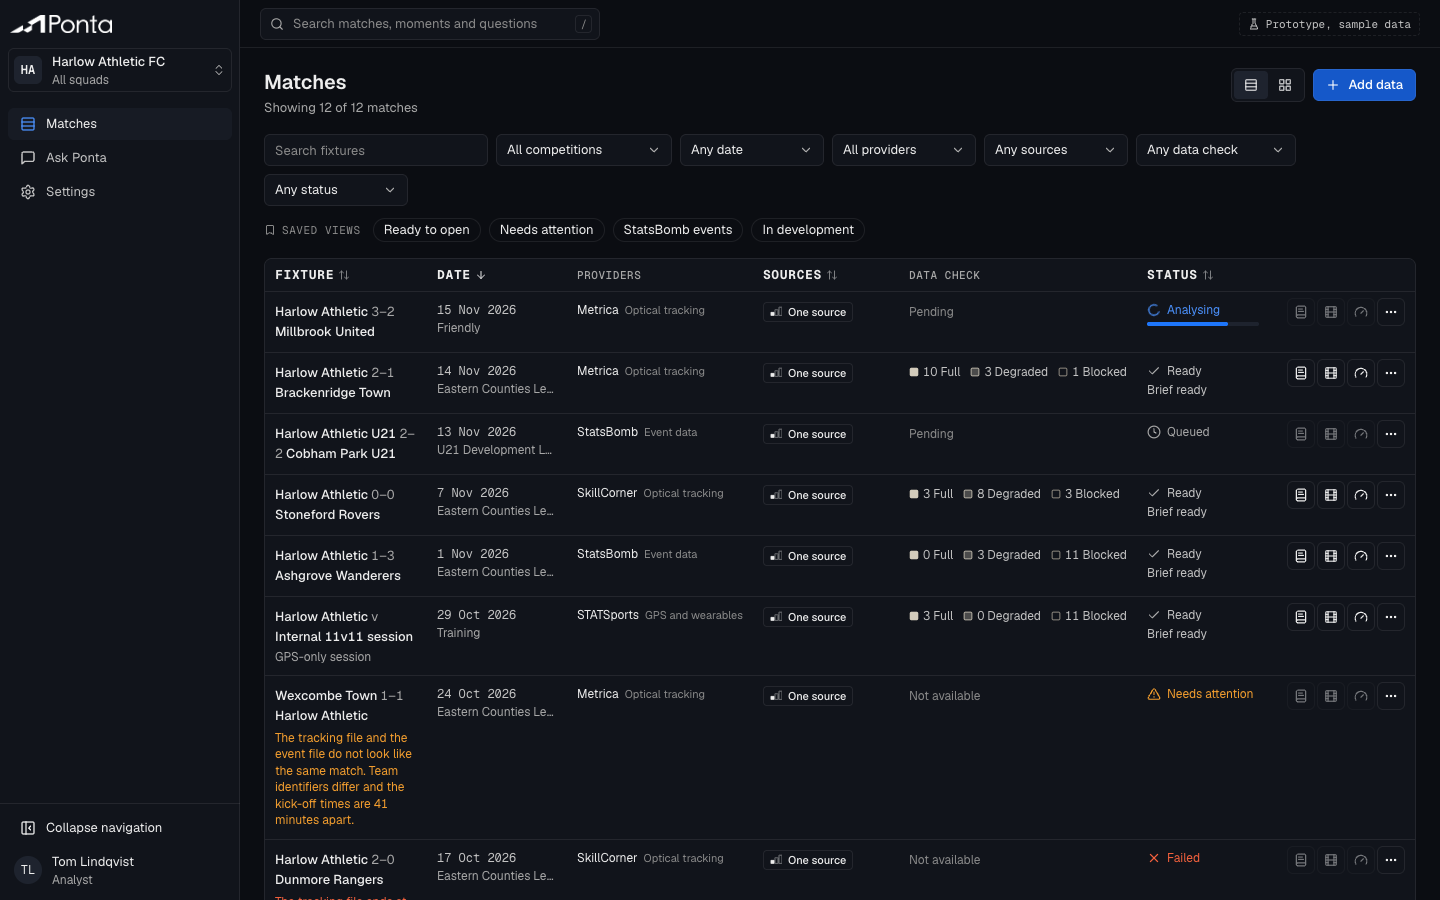 Ponta
Search matches, moments and questions
/
Prototype, sample data
HA
Harlow Athletic FC
All squads
Matches
Ask Ponta
Settings
Collapse navigation
TL
Tom Lindqvist
Analyst
Matches
Showing 12 of 12 matches
Add data
Search fixtures
All competitions
Any date
All providers
Any sources
Any data check
Any status
SAVED VIEWS
Ready to open
Needs attention
StatsBomb events
In development
FIXTURE
DATE
PROVIDERS
SOURCES
DATA CHECK
STATUS
Harlow Athletic 3–2
Millbrook United
15 Nov 2026
Friendly
Metrica Optical tracking
One source
Pending
Analysing
Harlow Athletic 2–1
Brackenridge Town
14 Nov 2026
Eastern Counties Le...
Metrica Optical tracking
One source
10 Full 3 Degraded 1 Blocked
Ready
Brief ready
Harlow Athletic U21 2–
2 Cobham Park U21
13 Nov 2026
U21 Development L...
StatsBomb Event data
One source
Pending
Queued
Harlow Athletic 0–0
Stoneford Rovers
7 Nov 2026
Eastern Counties Le...
SkillCorner Optical tracking
One source
3 Full 8 Degraded 3 Blocked
Ready
Brief ready
Harlow Athletic 1–3
Ashgrove Wanderers
1 Nov 2026
Eastern Counties Le...
StatsBomb Event data
One source
0 Full 3 Degraded 11 Blocked
Ready
Brief ready
Harlow Athletic v
Internal 11v11 session
GPS-only session
29 Oct 2026
Training
STATSports GPS and wearables
One source
3 Full 0 Degraded 11 Blocked
Ready
Brief ready
Wexcombe Town 1–1
Harlow Athletic
The tracking file and the
event file do not look like
the same match. Team
identifiers differ and the
kick-off times are 41
minutes apart.
24 Oct 2026
Eastern Counties Le...
Metrica Optical tracking
One source
Not available
Needs attention
Harlow Athletic 2–0
Dunmore Rangers
17 Oct 2026
Eastern Counties Le...
SkillCorner Optical tracking
One source
Not available
Failed